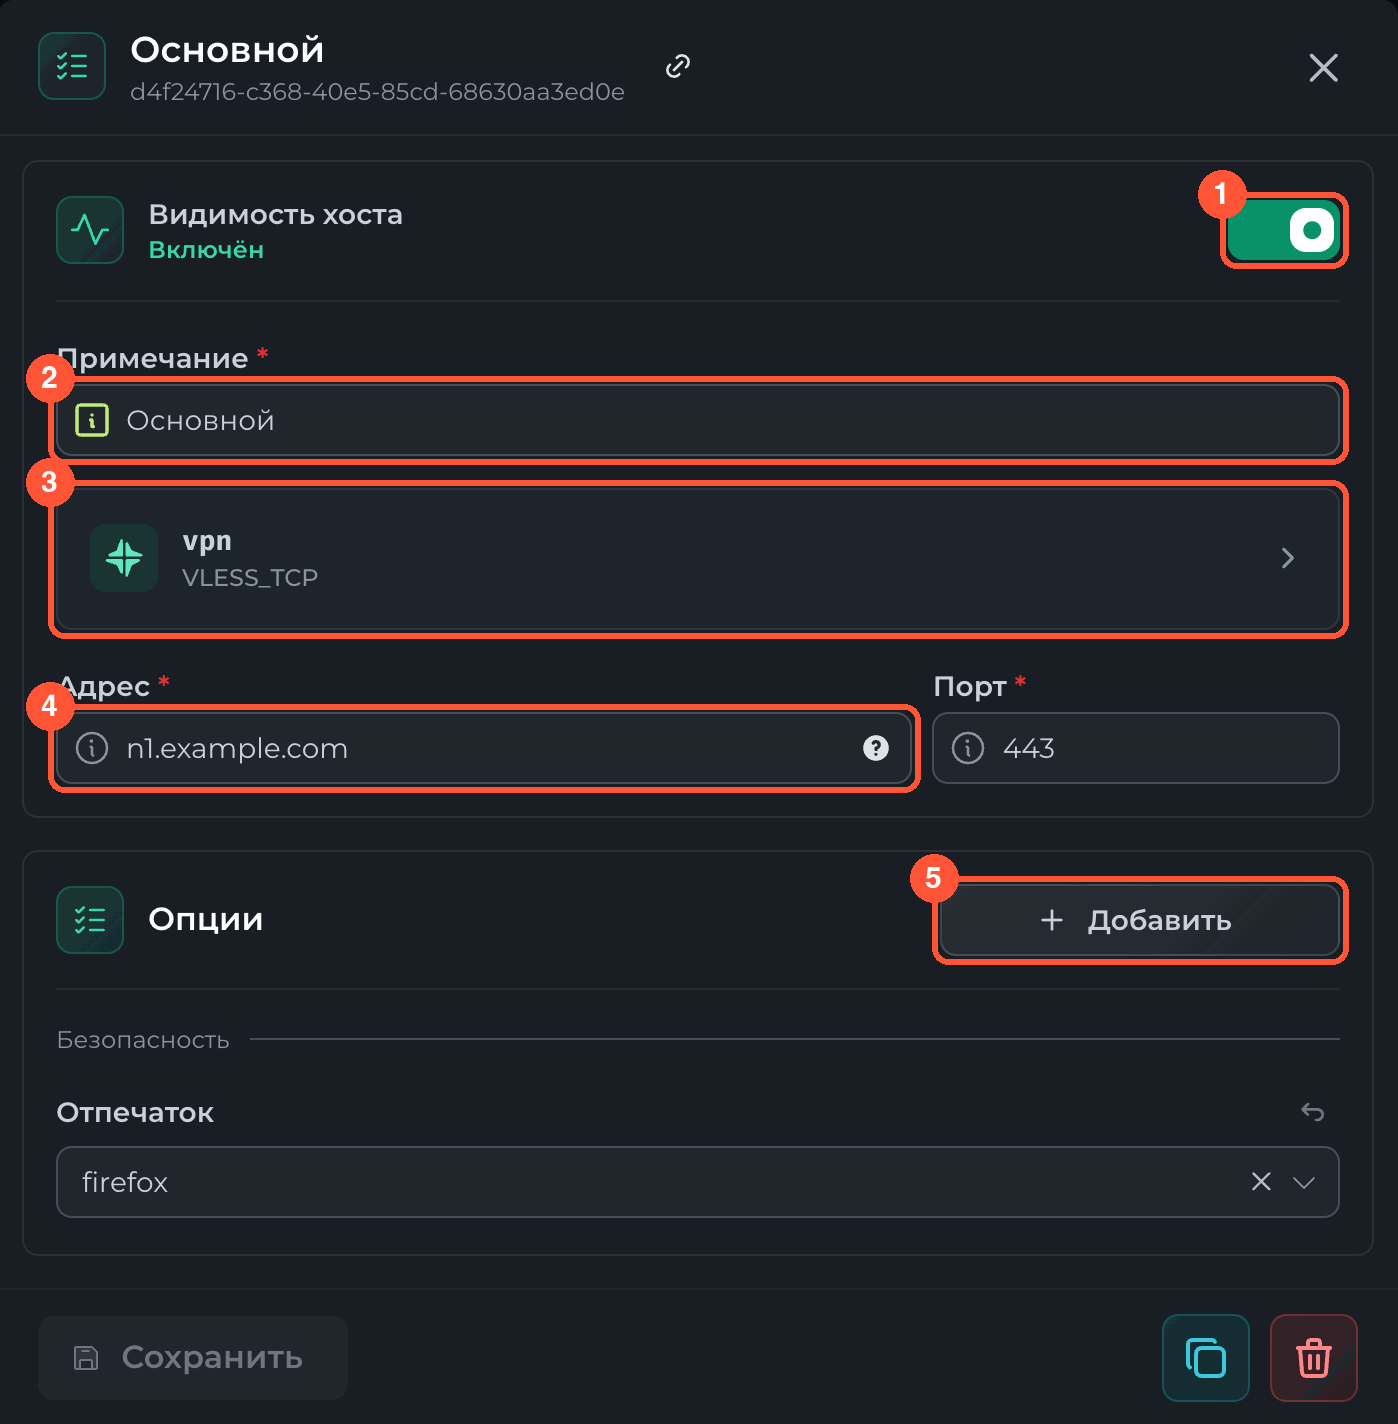 Основной
d4f24716-c368-40e5-85cd-68630aa3ed0e
Видимость хоста
Включён
1
Примечание *
2
Основной
3
vpn
VLESS_TCP
Адрес *
Порт *
4
n1.example.com
443
5
Опции
+ Добавить
Безопасность
Отпечаток
firefox
Сохранить